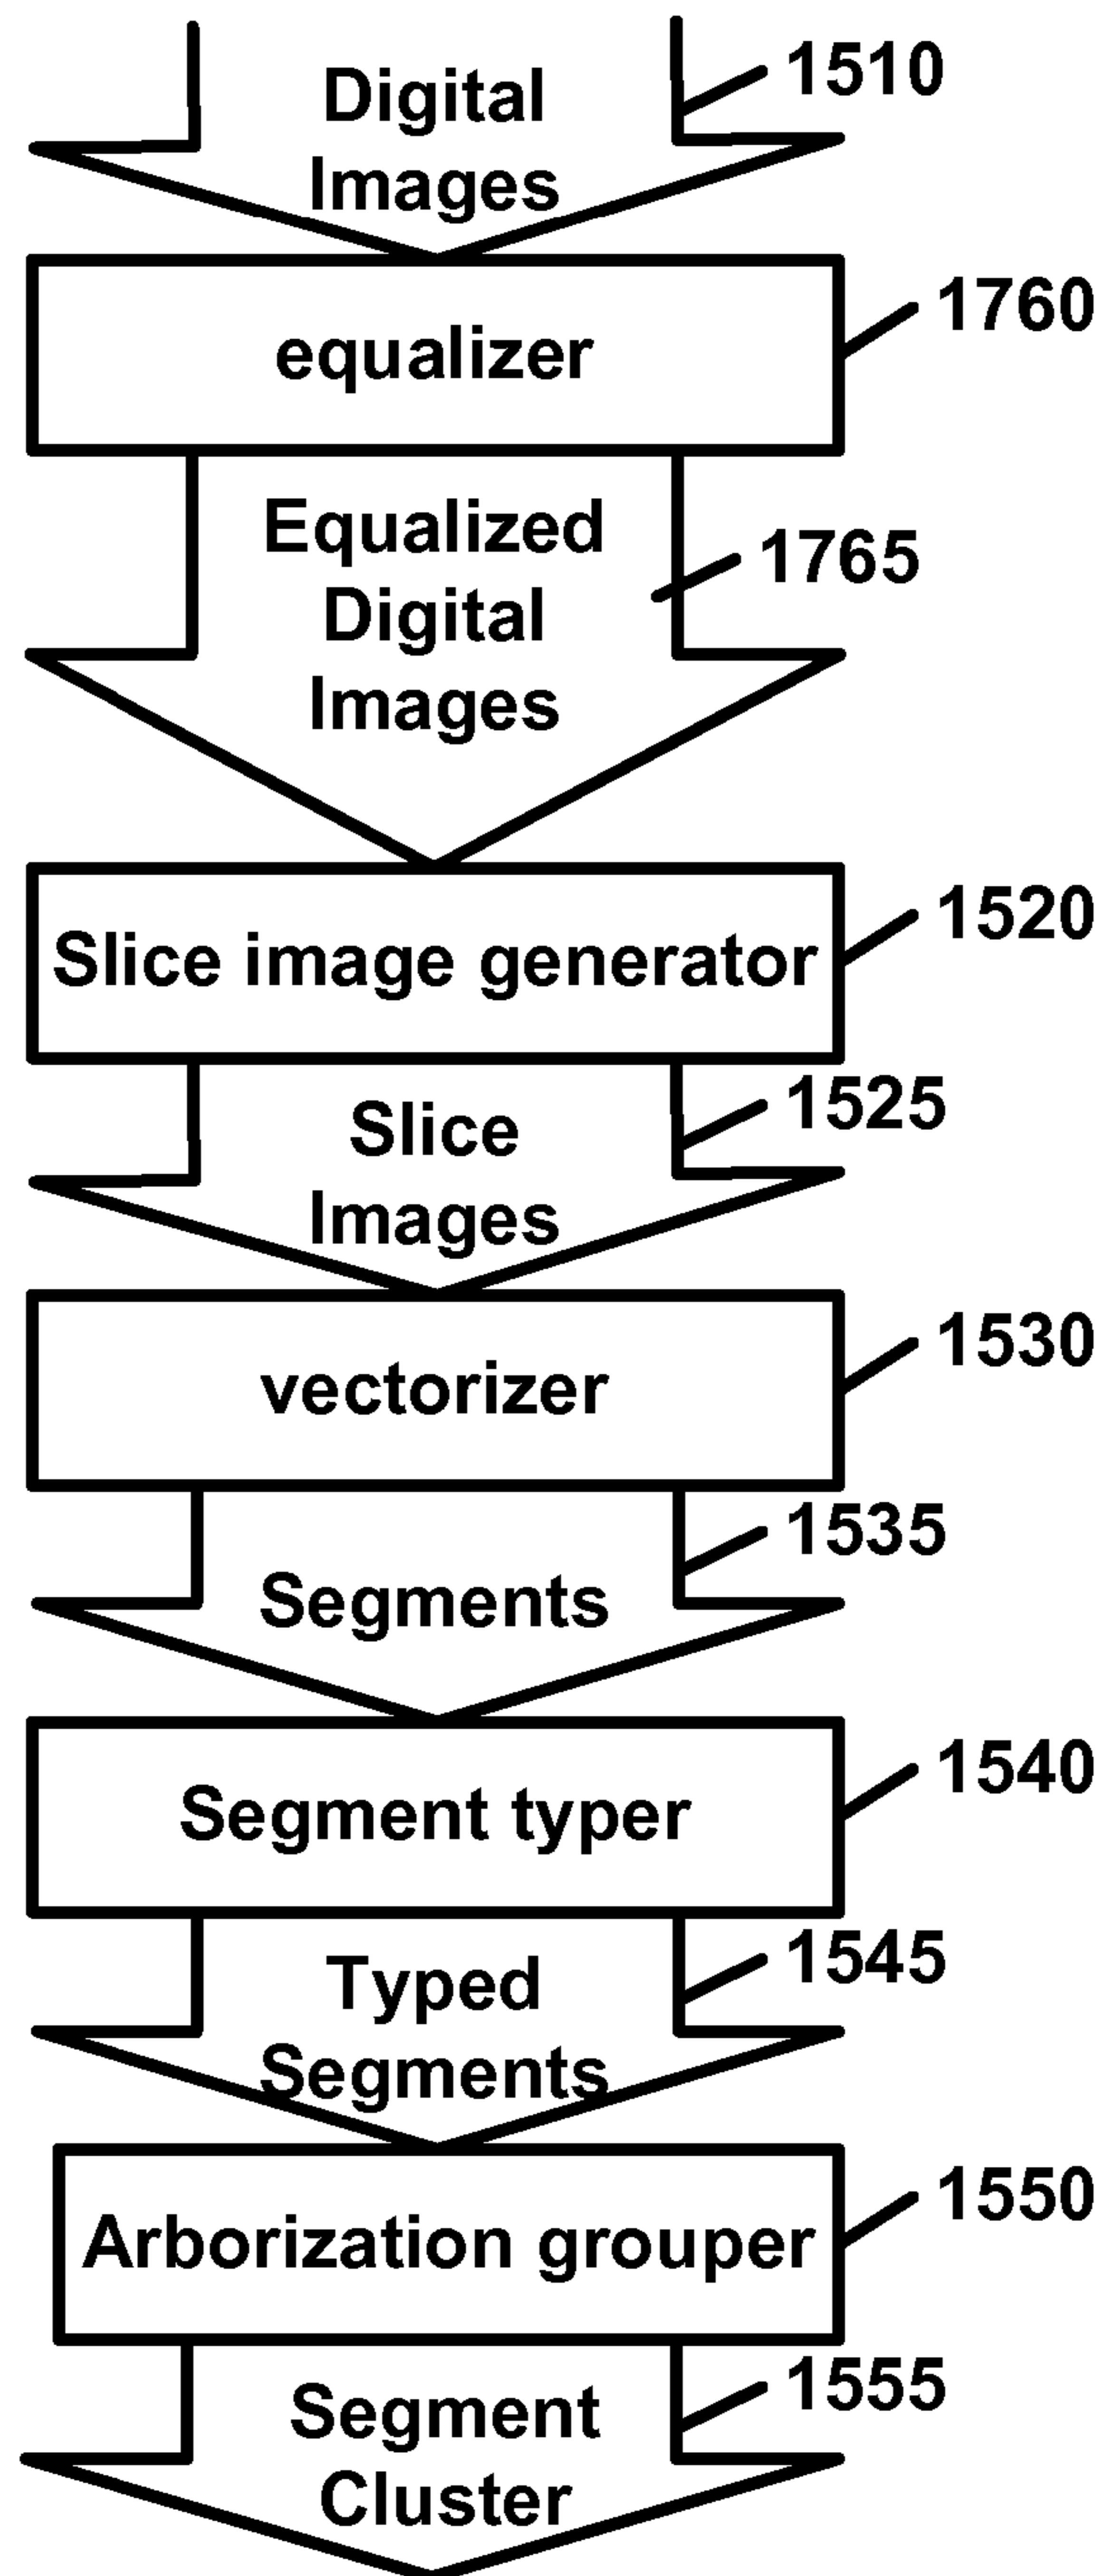 Digital
Images
1510
equalizer
1760
Equalized
Digital
Images
1765
Slice image generator
1520
Slice
Images
1525
vectorizer
1530
Segments
1535
Segment typer
1540
Typed
Segments
1545
Arborization grouper
1550
Segment
Cluster
1555